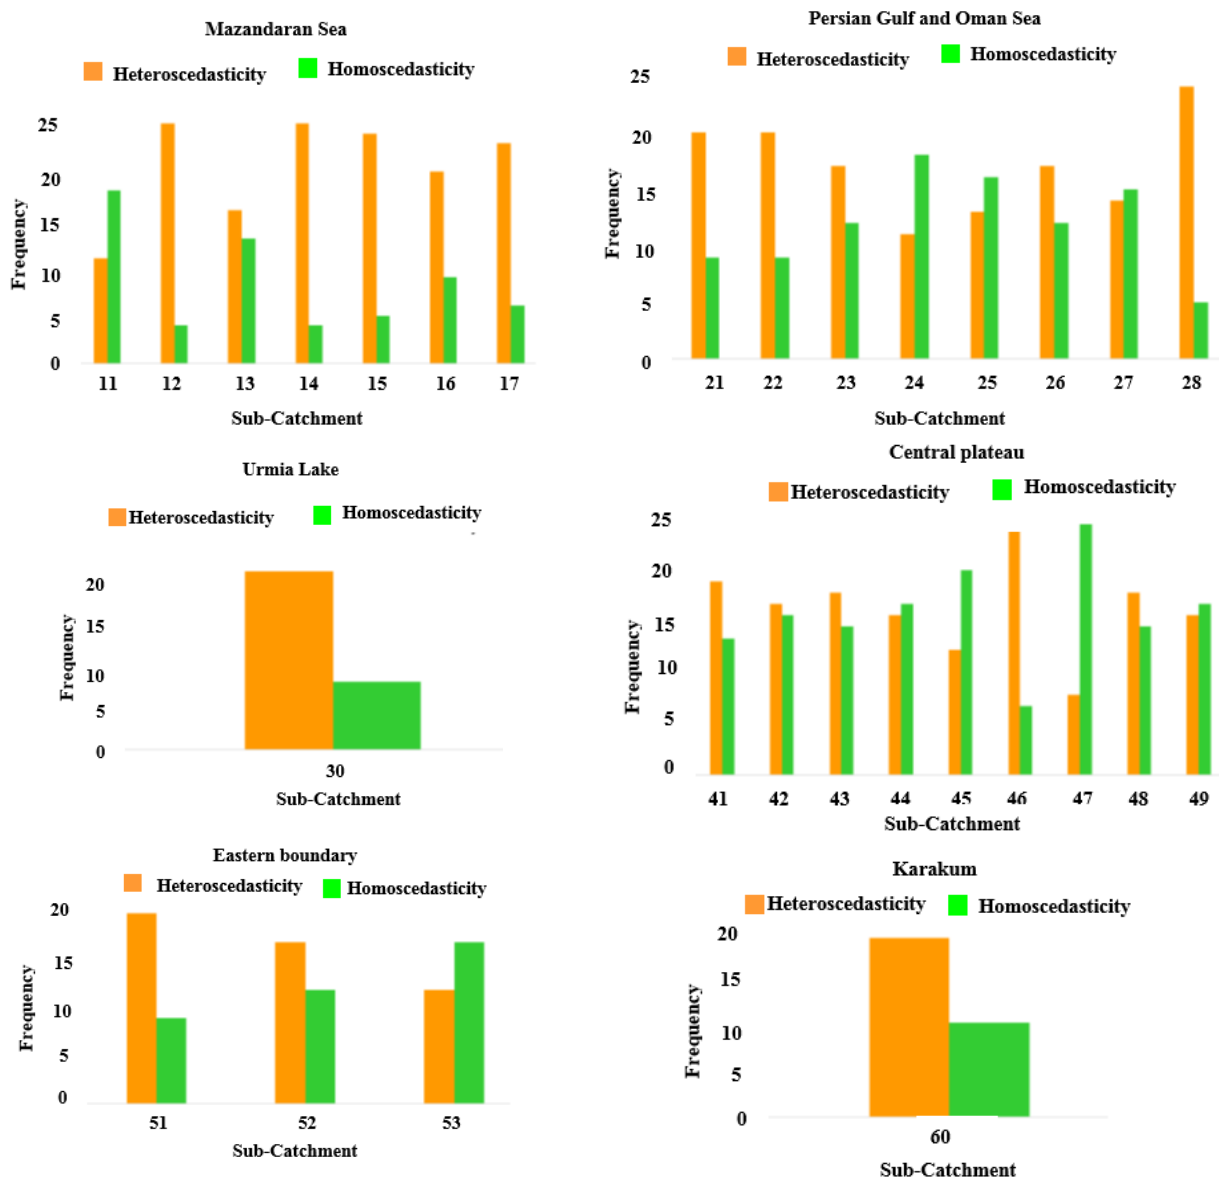 Mazandaran Sea
Heteroscedasticity Homoscedasticity
25
20
15
10
5
0
Frequency
11 12 13 14 15 16 17
Sub-Catchment
Persian Gulf and Oman Sea
Heteroscedasticity Homoscedasticity
25
20
15
10
5
0
Frequency
21 22 23 24 25 26 27 28
Sub-Catchment
Urmia Lake
Heteroscedasticity Homoscedasticity
20
15
10
5
0
Frequency
30
Sub-Catchment
Central plateau
Heteroscedasticity Homoscedasticity
25
20
15
10
5
0
Frequency
41 42 43 44 45 46 47 48 49
Sub-Catchment
Eastern boundary
Heteroscedasticity Homoscedasticity
20
15
10
5
0
Frequency
51 52 53
Sub-Catchment
Karakum
Heteroscedasticity Homoscedasticity
20
15
10
5
0
Frequency
60
Sub-Catchment